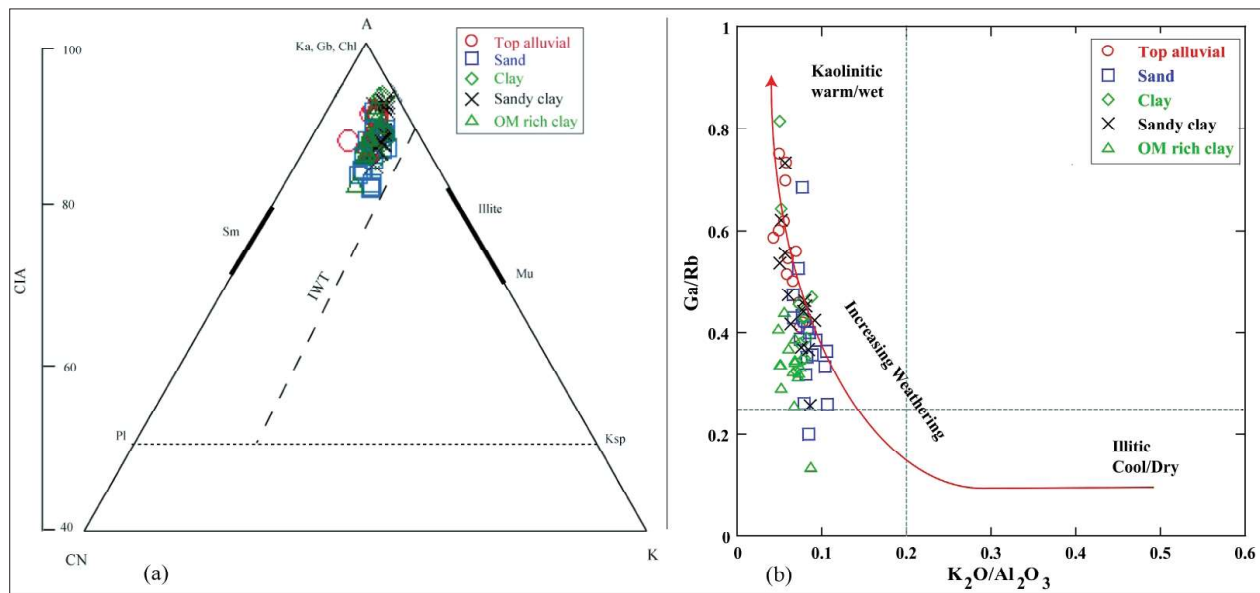 A
100
Ka, Gb, Chl
Top alluvial
Sand
Clay
Sandy clay
OM rich clay
80
Sm
Illite
Mu
CIA
IWT
60
Pl
Ksp
40
CN
K
(a)
1
Top alluvial
Sand
Clay
Sandy clay
OM rich clay
Kaolinitic
warm/wet
0.8
0.6
Ga/Rb
0.4
Increasing Weathering
0.2
Illitic
Cool/Dry
0
0
0.1
0.2
0.3
0.4
0.5
0.6
K₂O/Al₂O₃
(b)